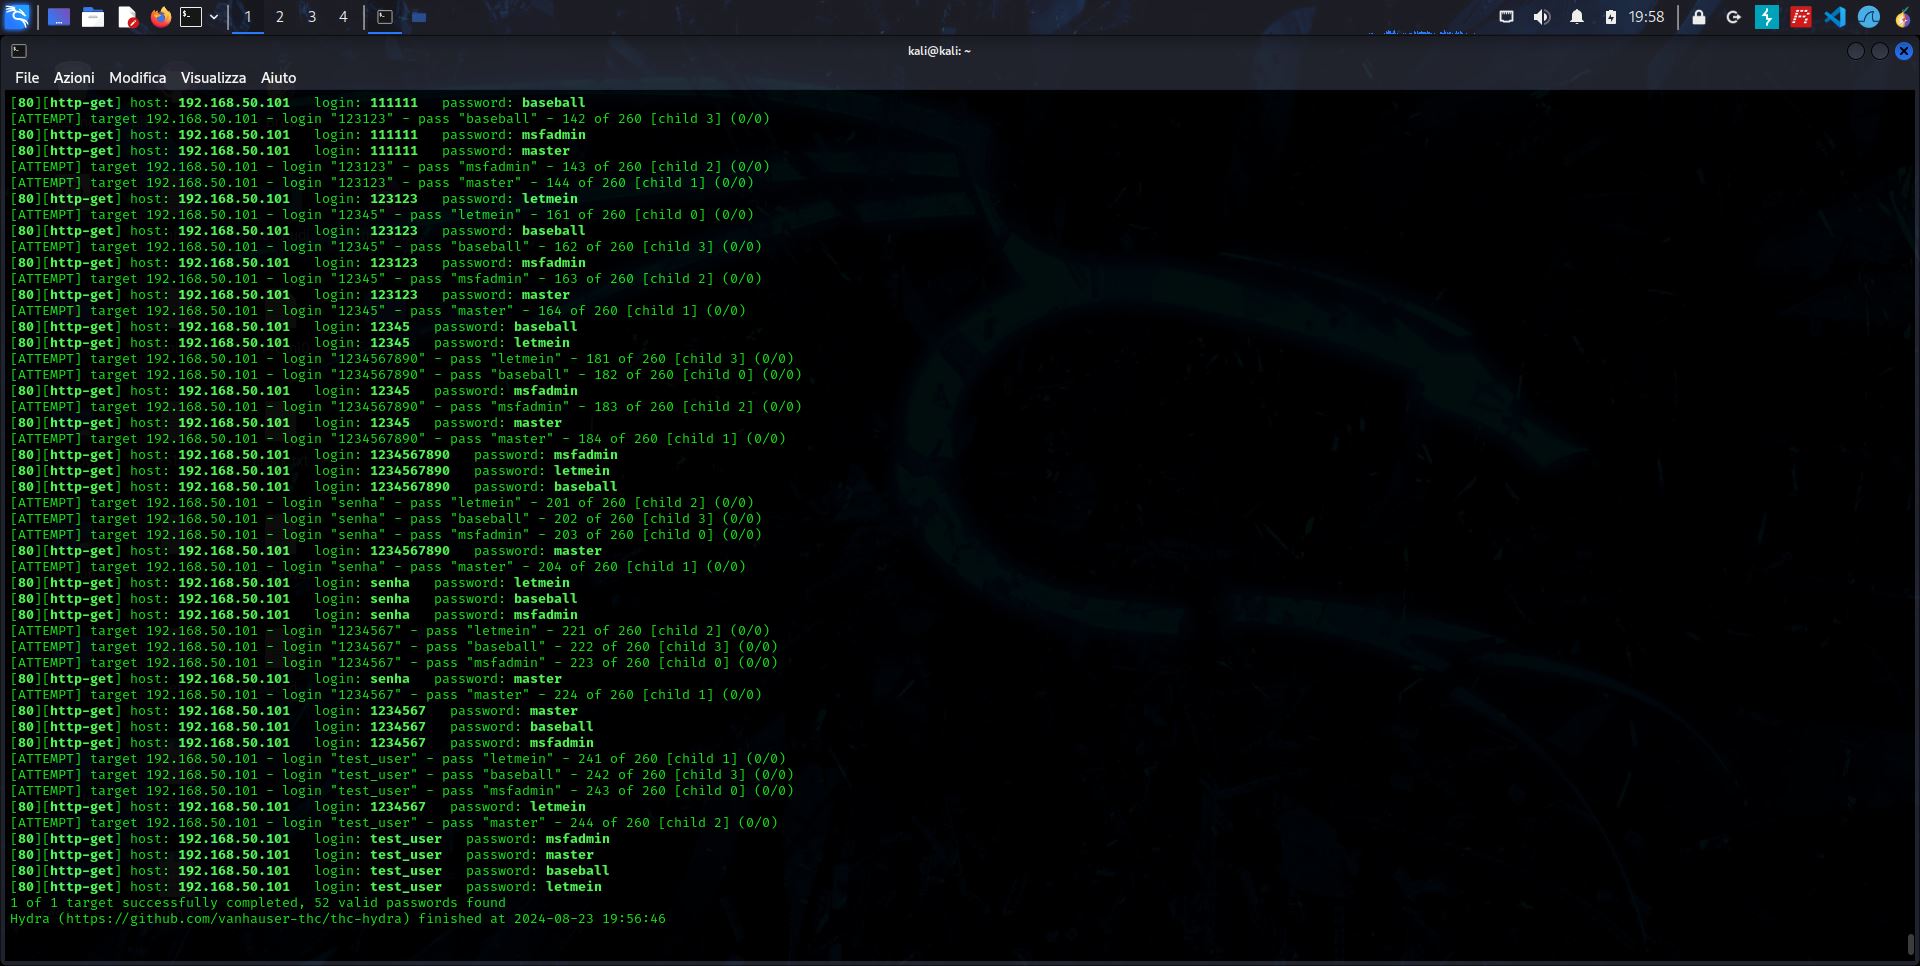 1 2 3 4 19:58
kali@kali: ~
File Azioni Modifica Visualizza Aiuto
[80][http-get] host: 192.168.50.101 login: 111111 password: baseball
[ATTEMPT] target 192.168.50.101 - login "123123" - pass "baseball" - 142 of 260 [child 3] (0/0)
[80][http-get] host: 192.168.50.101 login: 111111 password: msfadmin
[80][http-get] host: 192.168.50.101 login: 111111 password: master
[ATTEMPT] target 192.168.50.101 - login "123123" - pass "msfadmin" - 143 of 260 [child 2] (0/0)
[ATTEMPT] target 192.168.50.101 - login "123123" - pass "master" - 144 of 260 [child 1] (0/0)
[80][http-get] host: 192.168.50.101 login: 123123 password: letmein
[ATTEMPT] target 192.168.50.101 - login "12345" - pass "letmein" - 161 of 260 [child 0] (0/0)
[80][http-get] host: 192.168.50.101 login: 123123 password: baseball
[ATTEMPT] target 192.168.50.101 - login "12345" - pass "baseball" - 162 of 260 [child 3] (0/0)
[80][http-get] host: 192.168.50.101 login: 123123 password: msfadmin
[ATTEMPT] target 192.168.50.101 - login "12345" - pass "msfadmin" - 163 of 260 [child 2] (0/0)
[80][http-get] host: 192.168.50.101 login: 123123 password: master
[ATTEMPT] target 192.168.50.101 - login "12345" - pass "master" - 164 of 260 [child 1] (0/0)
[80][http-get] host: 192.168.50.101 login: 12345 password: baseball
[80][http-get] host: 192.168.50.101 login: 12345 password: letmein
[ATTEMPT] target 192.168.50.101 - login "1234567890" - pass "letmein" - 181 of 260 [child 3] (0/0)
[ATTEMPT] target 192.168.50.101 - login "1234567890" - pass "baseball" - 182 of 260 [child 0] (0/0)
[80][http-get] host: 192.168.50.101 login: 12345 password: msfadmin
[ATTEMPT] target 192.168.50.101 - login "1234567890" - pass "msfadmin" - 183 of 260 [child 2] (0/0)
[80][http-get] host: 192.168.50.101 login: 12345 password: master
[ATTEMPT] target 192.168.50.101 - login "1234567890" - pass "master" - 184 of 260 [child 1] (0/0)
[80][http-get] host: 192.168.50.101 login: 1234567890 password: msfadmin
[80][http-get] host: 192.168.50.101 login: 1234567890 password: letmein
[80][http-get] host: 192.168.50.101 login: 1234567890 password: baseball
[ATTEMPT] target 192.168.50.101 - login "senha" - pass "letmein" - 201 of 260 [child 2] (0/0)
[ATTEMPT] target 192.168.50.101 - login "senha" - pass "baseball" - 202 of 260 [child 3] (0/0)
[ATTEMPT] target 192.168.50.101 - login "senha" - pass "msfadmin" - 203 of 260 [child 0] (0/0)
[80][http-get] host: 192.168.50.101 login: 1234567890 password: master
[ATTEMPT] target 192.168.50.101 - login "senha" - pass "master" - 204 of 260 [child 1] (0/0)
[80][http-get] host: 192.168.50.101 login: senha password: letmein
[80][http-get] host: 192.168.50.101 login: senha password: baseball
[80][http-get] host: 192.168.50.101 login: senha password: msfadmin
[ATTEMPT] target 192.168.50.101 - login "1234567" - pass "letmein" - 221 of 260 [child 2] (0/0)
[ATTEMPT] target 192.168.50.101 - login "1234567" - pass "baseball" - 222 of 260 [child 3] (0/0)
[ATTEMPT] target 192.168.50.101 - login "1234567" - pass "msfadmin" - 223 of 260 [child 0] (0/0)
[80][http-get] host: 192.168.50.101 login: senha password: master
[ATTEMPT] target 192.168.50.101 - login "1234567" - pass "master" - 224 of 260 [child 1] (0/0)
[80][http-get] host: 192.168.50.101 login: 1234567 password: master
[80][http-get] host: 192.168.50.101 login: 1234567 password: baseball
[80][http-get] host: 192.168.50.101 login: 1234567 password: msfadmin
[ATTEMPT] target 192.168.50.101 - login "test_user" - pass "letmein" - 241 of 260 [child 1] (0/0)
[ATTEMPT] target 192.168.50.101 - login "test_user" - pass "baseball" - 242 of 260 [child 3] (0/0)
[ATTEMPT] target 192.168.50.101 - login "test_user" - pass "msfadmin" - 243 of 260 [child 0] (0/0)
[80][http-get] host: 192.168.50.101 login: 1234567 password: letmein
[ATTEMPT] target 192.168.50.101 - login "test_user" - pass "master" - 244 of 260 [child 2] (0/0)
[80][http-get] host: 192.168.50.101 login: test_user password: msfadmin
[80][http-get] host: 192.168.50.101 login: test_user password: master
[80][http-get] host: 192.168.50.101 login: test_user password: baseball
[80][http-get] host: 192.168.50.101 login: test_user password: letmein
1 of 1 target successfully completed, 52 valid passwords found
Hydra (https://github.com/vanhauser-thc/thc-hydra) finished at 2024-08-23 19:56:46